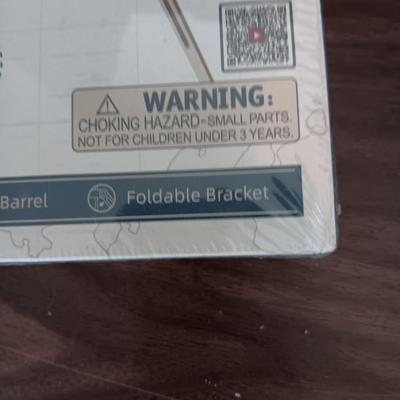 WARNING:
CHOKING HAZARD-SMALL PARTS.
NOT FOR CHILDREN UNDER 3 YEARS.
Barrel Foldable Bracket